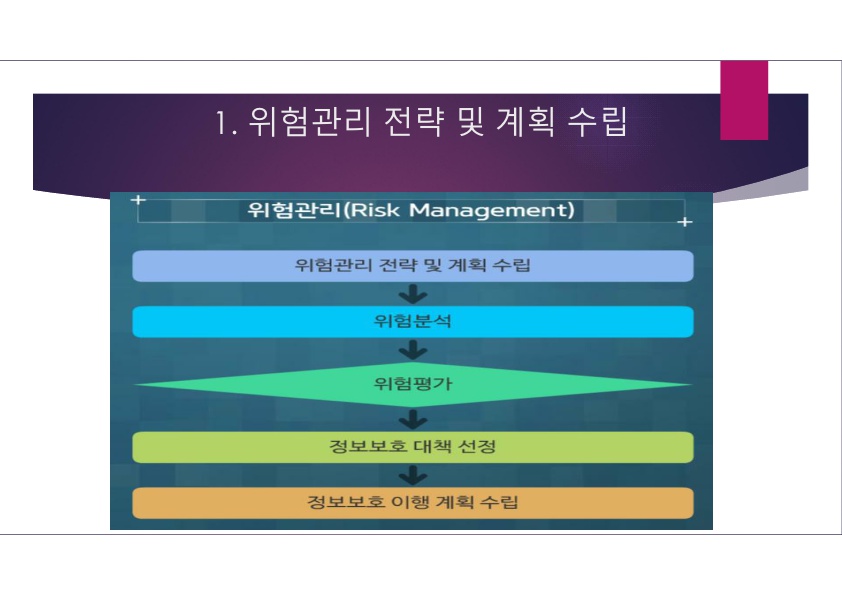 1. 위험관리 전략 및 계획 수립
위험관리(Risk Management)
위험관리 전략 및 계획 수립
위험분석
위험평가
정보보호 대책 선정
정보보호 이행 계획 수립